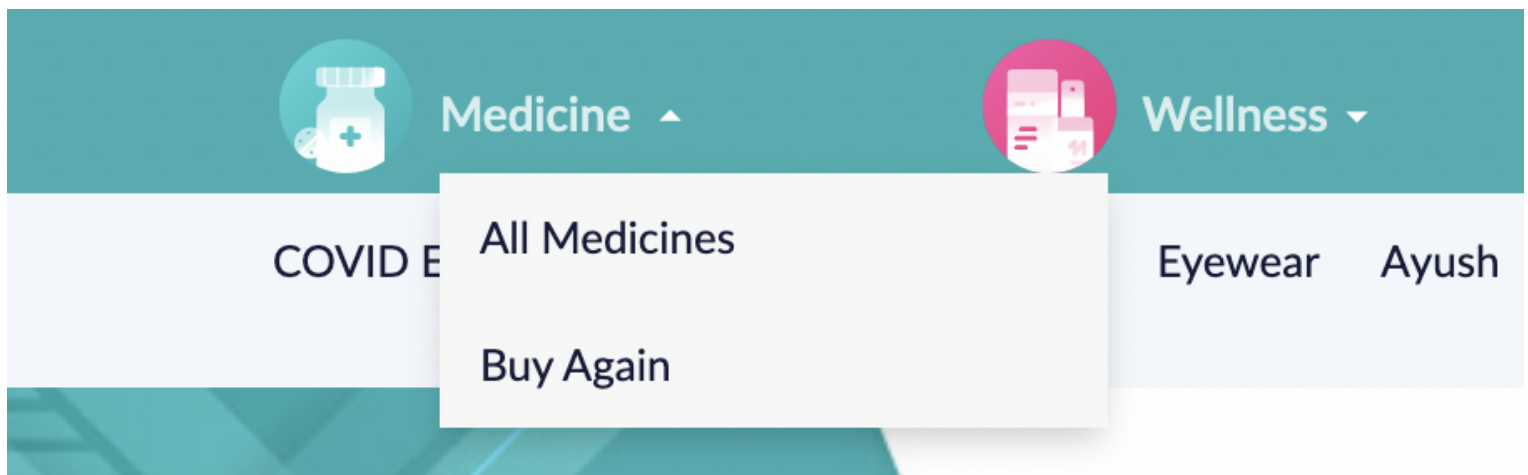 Medicine
Wellness
All Medicines
COVID E
Eyewear
Ayush
Buy Again